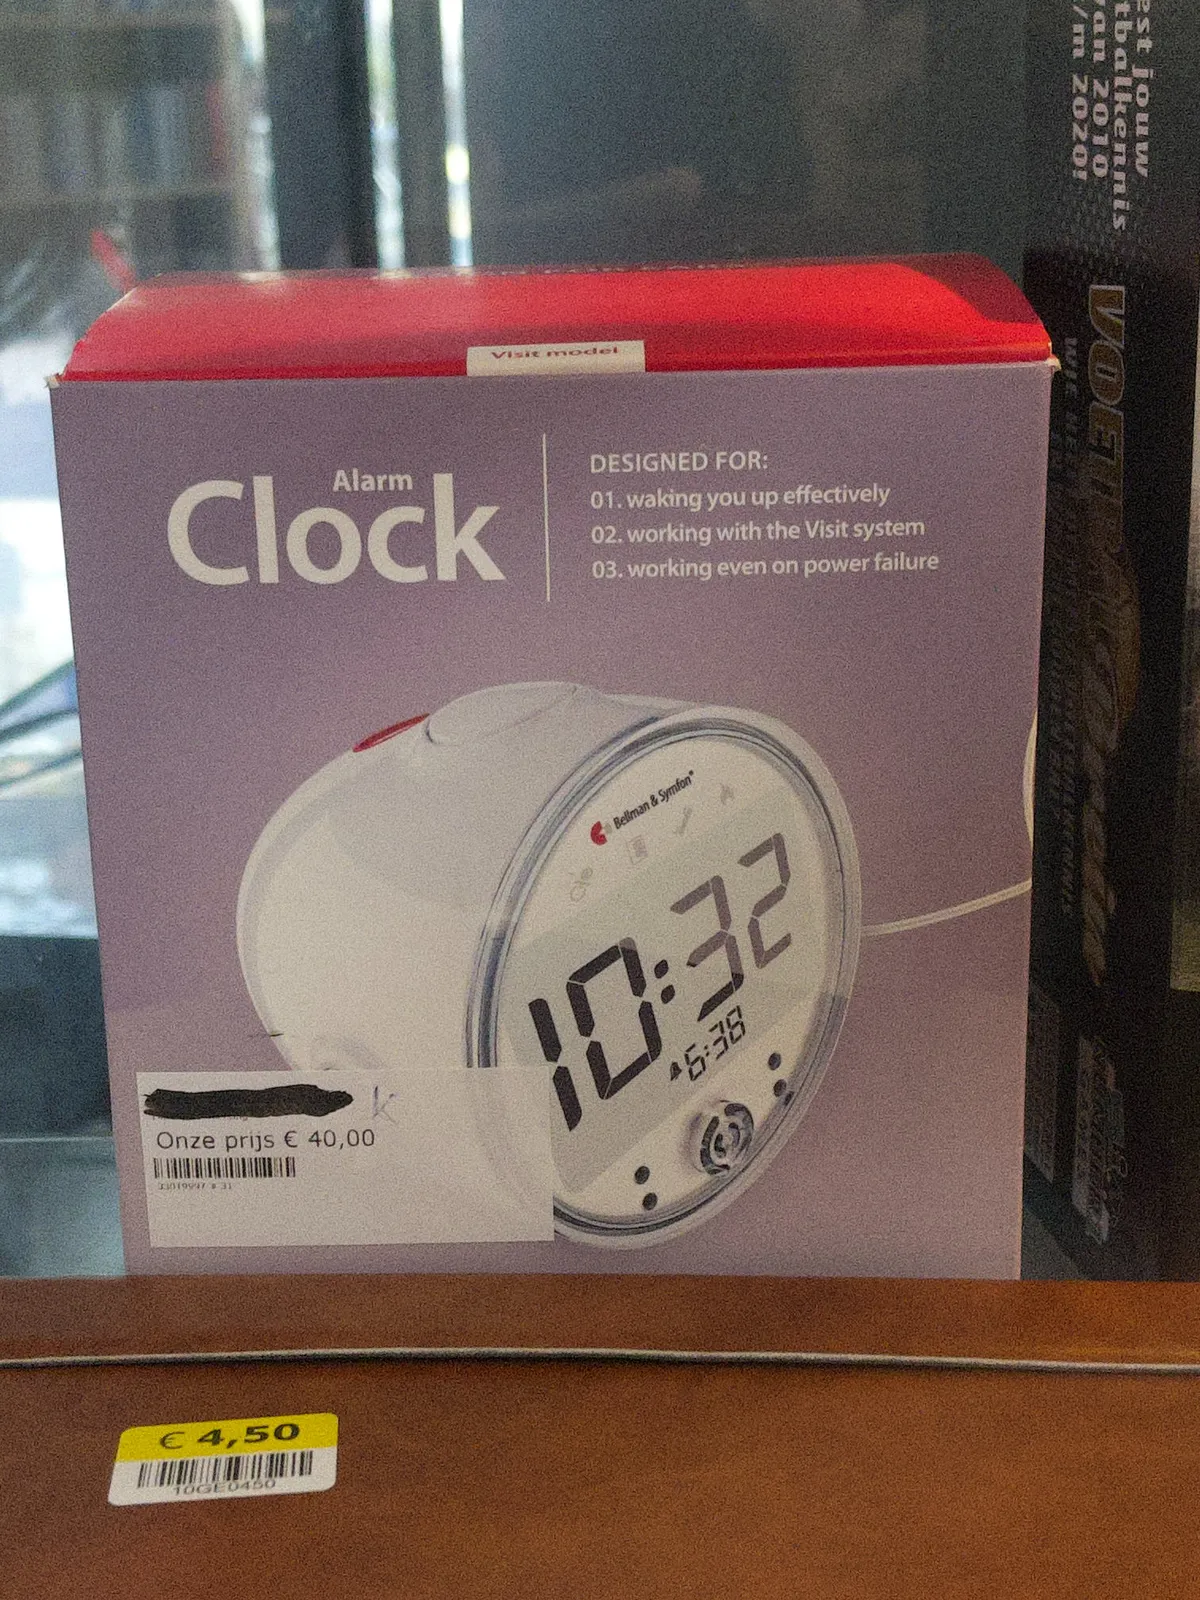 Visit model
Alarm
Clock
DESIGNED FOR:
01. waking you up effectively
02. working with the Visit system
03. working even on power failure
Bellman & Symfon®
10:32
6:38
k
Onze prijs € 40,00
€ 4,50
10GE0450
est jouw
tbalkennis
van 2010
/m 2020!